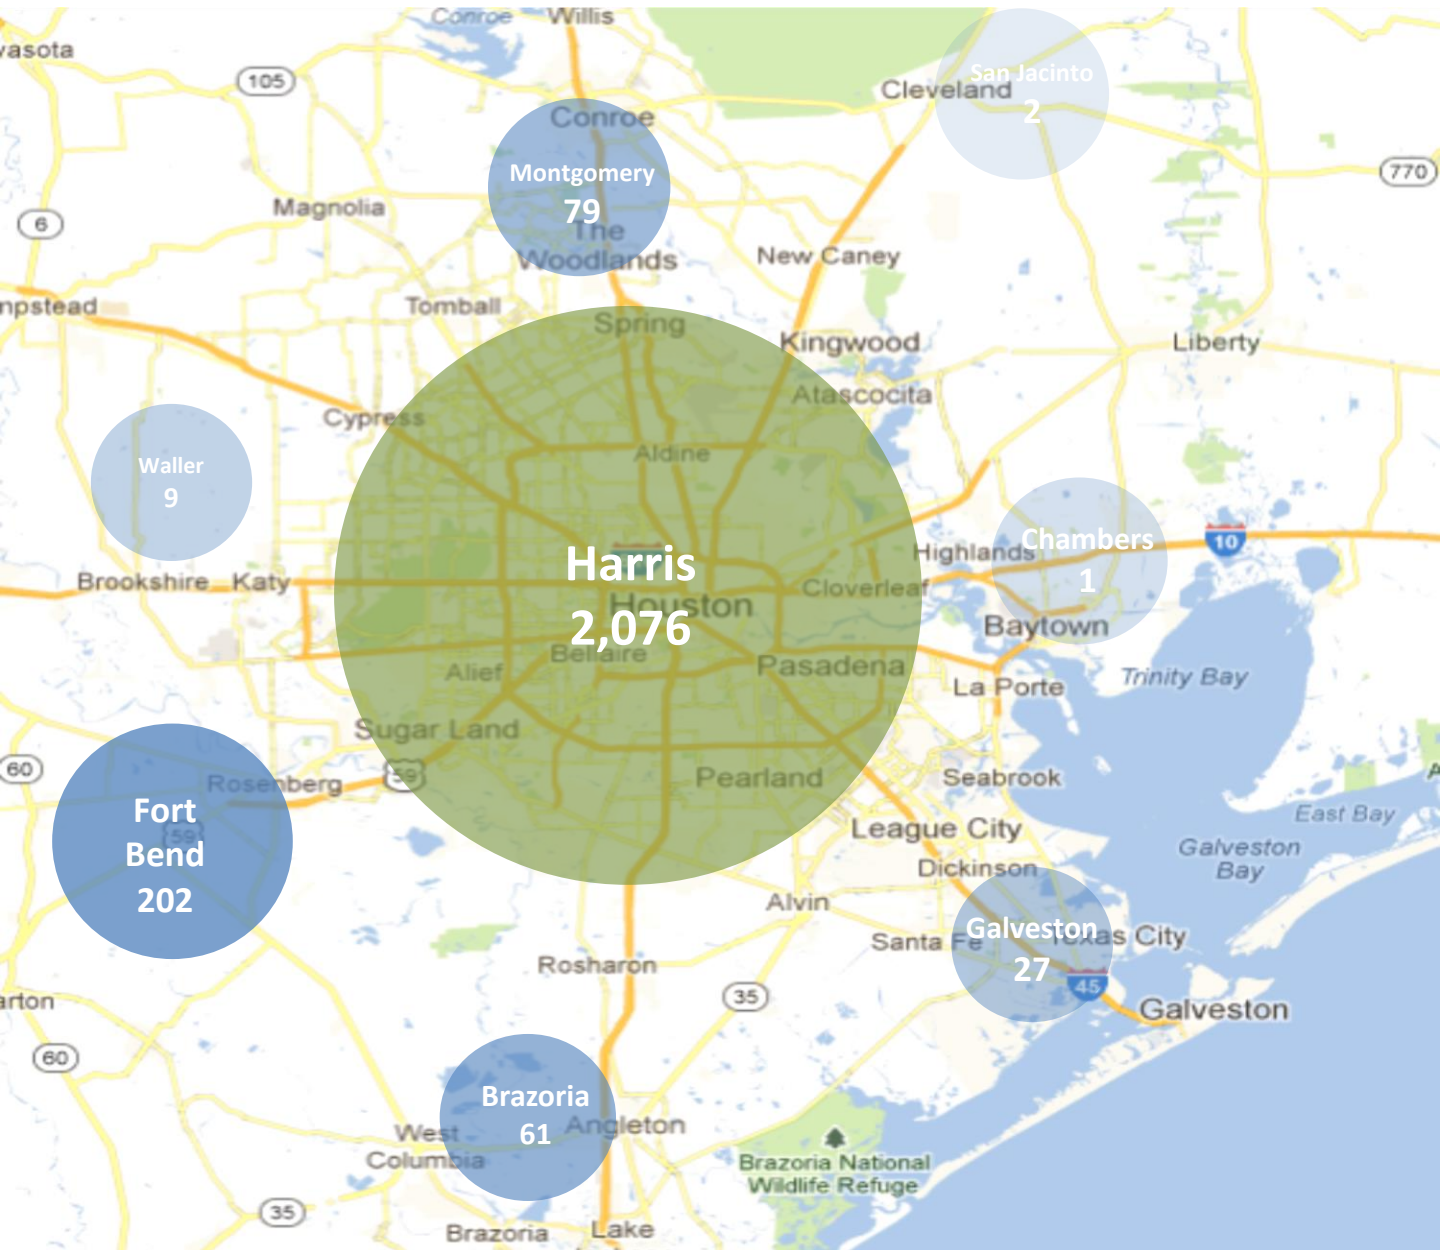 Conroe
Willis
vasota
105
San Jacinto
Cleveland
2
Conroe
Montgomery
79
The
Woodlands
770
Magnolia
6
New Caney
npstead
Tomball
Spring
Kingwood
Liberty
Atascocita
Cypress
Aldine
Waller
9
Harris
2,076
Houston
Highlands
Chambers
1
10
Brookshire
Katy
Cloverleaf
Baytown
Bellaire
Alief
Pasadena
Trinity Bay
La Porte
Sugar Land
60
59
Rosenberg
Pearland
Seabrook
Fort
Bend
202
59
East Bay
League City
Galveston
Bay
Dickinson
Alvin
Galveston
27
Santa Fe
Texas City
45
Rosharon
35
arton
Galveston
60
Brazoria
61
Angleton
West
Columbia
Brazoria National
Wildlife Refuge
35
Brazoria
Lake